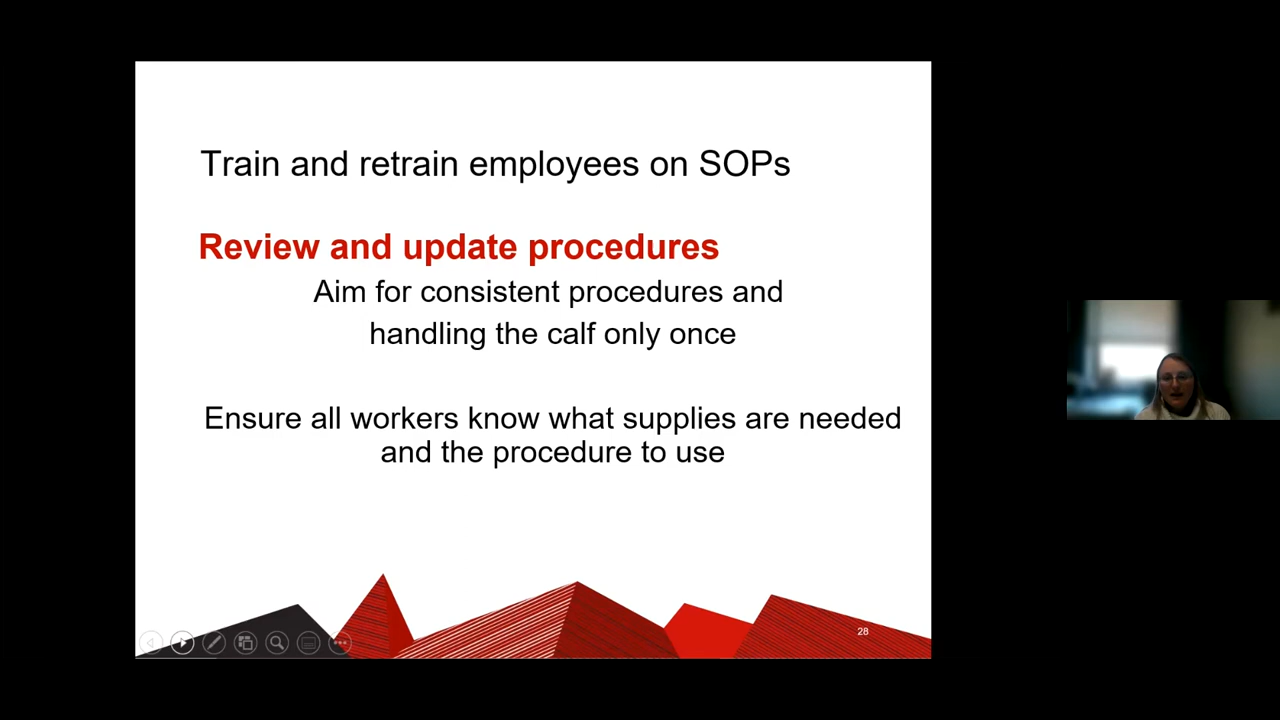 Train and retrain employees on SOPs
Review and update procedures
Aim for consistent procedures and
handling the calf only once
Ensure all workers know what supplies are needed
and the procedure to use
28